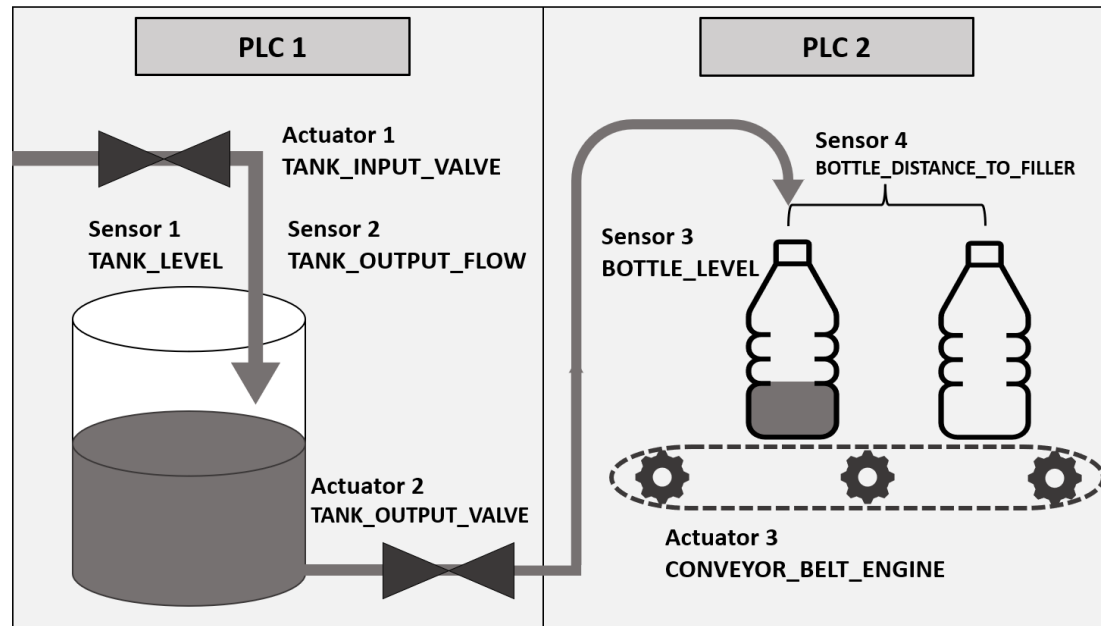 PLC 1
PLC 2
Actuator 1
TANK_INPUT_VALVE
Sensor 1
TANK_LEVEL
Sensor 2
TANK_OUTPUT_FLOW
Actuator 2
TANK_OUTPUT_VALVE
Sensor 4
BOTTLE_DISTANCE_TO_FILLER
Sensor 3
BOTTLE_LEVEL
Actuator 3
CONVEYOR_BELT_ENGINE